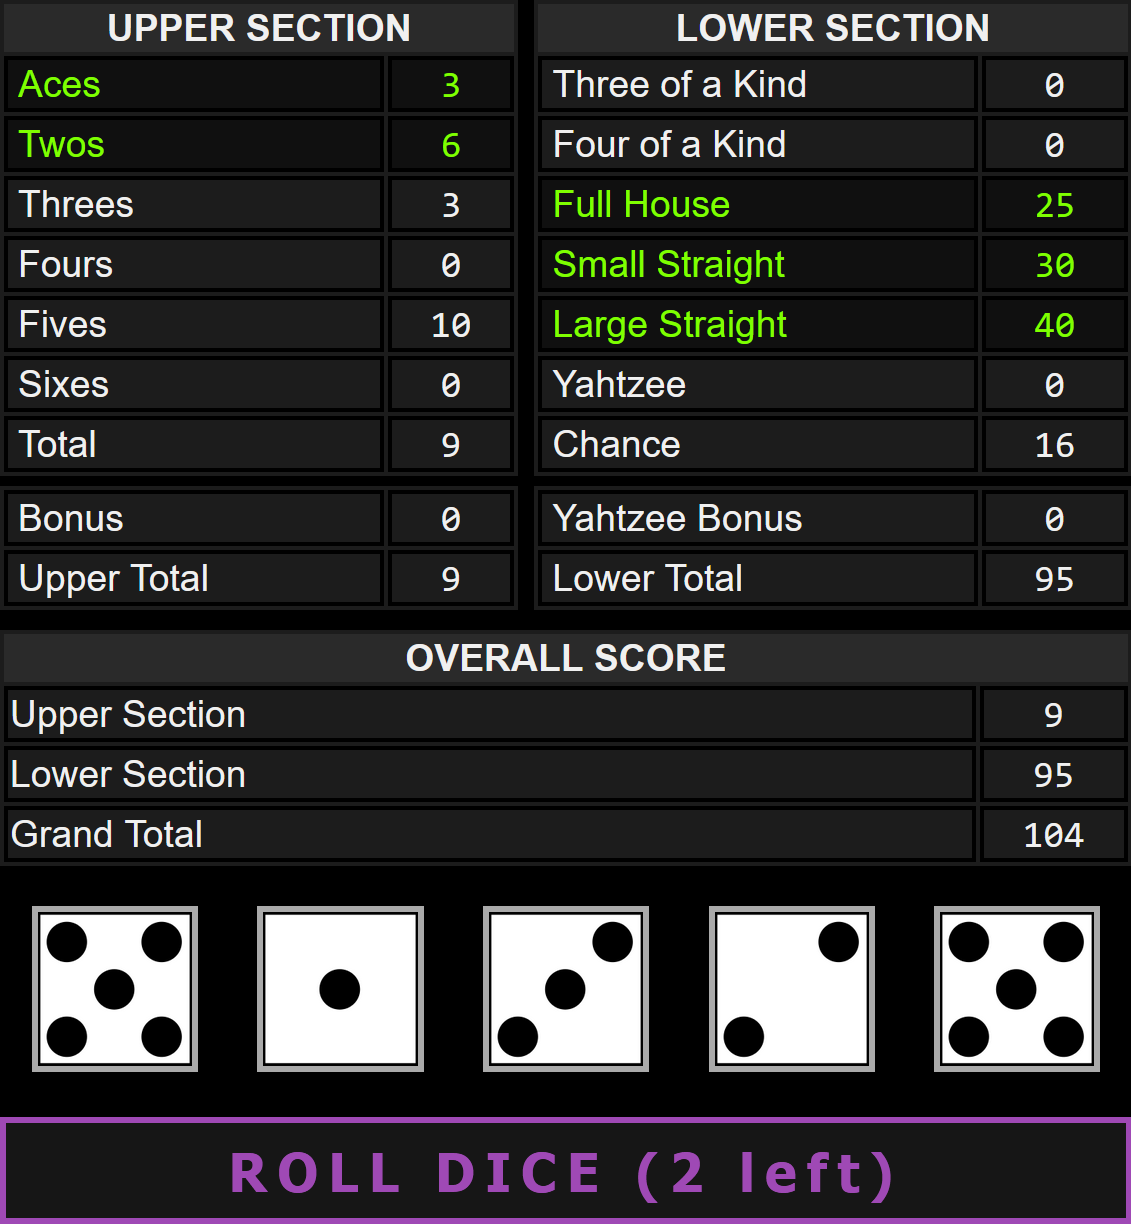 UPPER SECTION
Aces 3
Twos 6
Threes 3
Fours 0
Fives 10
Sixes 0
Total 9
Bonus 0
Upper Total 9
LOWER SECTION
Three of a Kind 0
Four of a Kind 0
Full House 25
Small Straight 30
Large Straight 40
Yahtzee 0
Chance 16
Yahtzee Bonus 0
Lower Total 95
OVERALL SCORE
Upper Section 9
Lower Section 95
Grand Total 104
ROLL DICE (2 left)